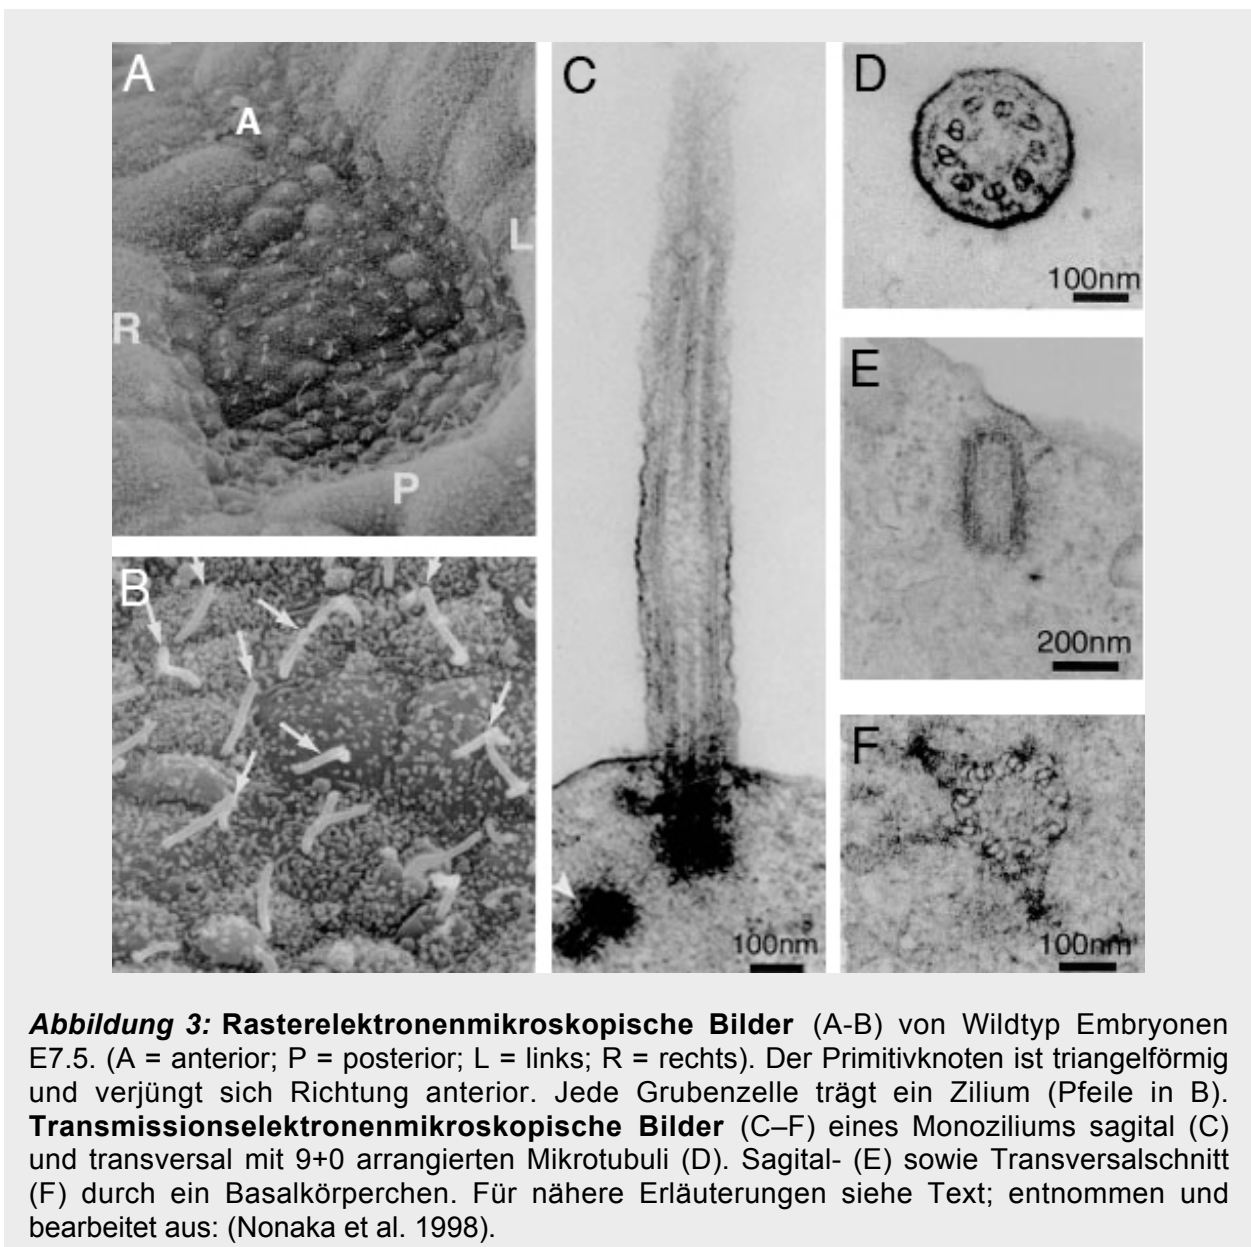 A
A
L
R
P
B
C
100nm
D
100nm
E
200nm
F
100nm
Abbildung 3: Rasterelektronenmikroskopische Bilder (A-B) von Wildtyp Embryonen
E7.5. (A = anterior; P = posterior; L = links; R = rechts). Der Primitivknoten ist triangelförmig
und verjüngt sich Richtung anterior. Jede Grubenzelle trägt ein Zilium (Pfeile in B).
Transmissionselektronenmikroskopische Bilder (C–F) eines Monoziliums sagital (C)
und transversal mit 9+0 arrangierten Mikrotubuli (D). Sagital- (E) sowie Transversalschnitt
(F) durch ein Basalkörperchen. Für nähere Erläuterungen siehe Text; entnommen und
bearbeitet aus: (Nonaka et al. 1998).